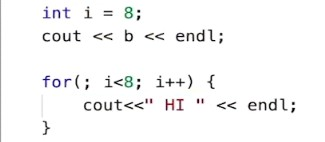 int i = 8;
cout << b << endl;
for(; i<8; i++) {
cout<<" HI " << endl;
}